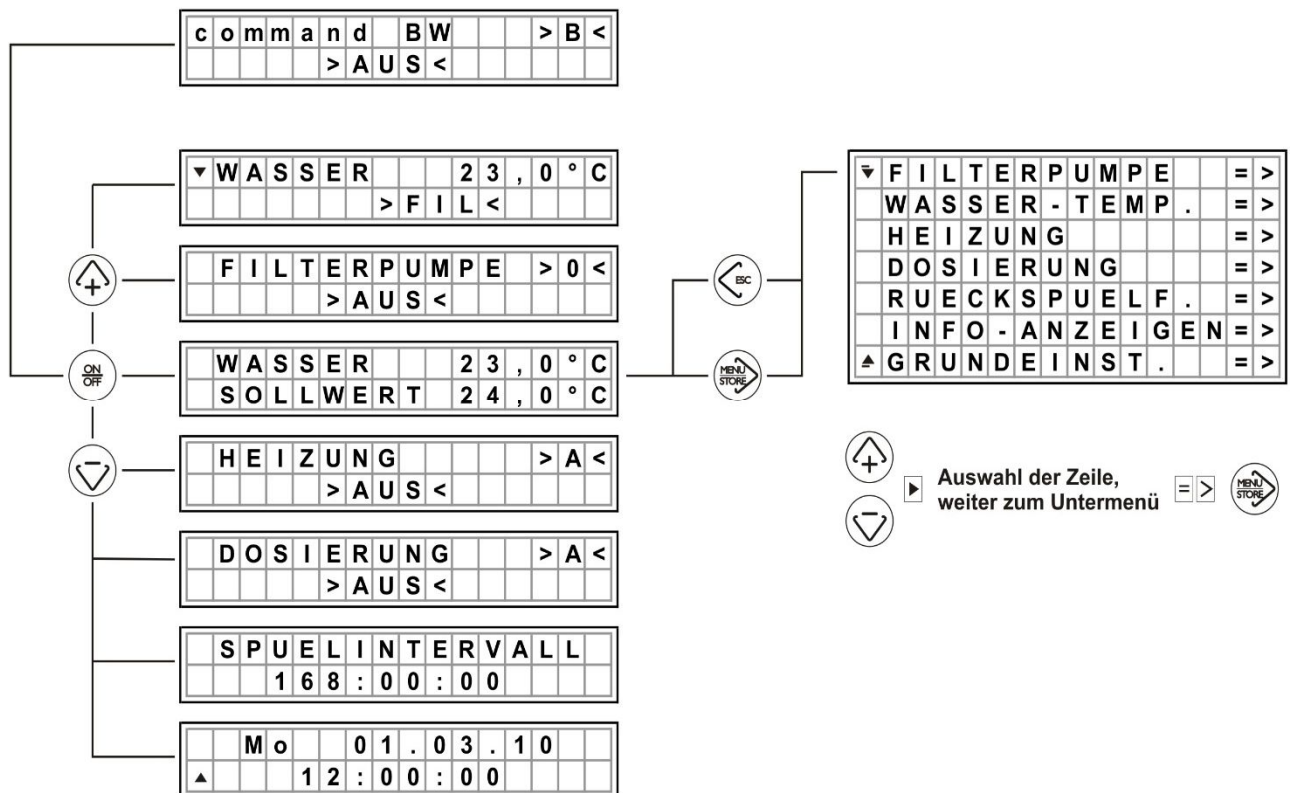 command BW >B<
>AUS<
▼WASSER 23,0°C
>FIL<
FILTERPUMPE >0<
>AUS<
WASSER 23,0°C
SOLLWERT 24,0°C
HEIZUNG >A<
>AUS<
DOSIERUNG >A<
>AUS<
SPUELINTERVALL
168:00:00
Mo 01.03.10
▲ 12:00:00
+
ON
OFF
−
ESC
MENU
STORE
FILTERPUMPE =>
WASSER-TEMP. =>
HEIZUNG =>
DOSIERUNG =>
RUECKSPUELF. =>
INFO-ANZEIGEN=>
GRUNDEINST. =>
+
−
Auswahl der Zeile,
weiter zum Untermenü
=>
MENU
STORE